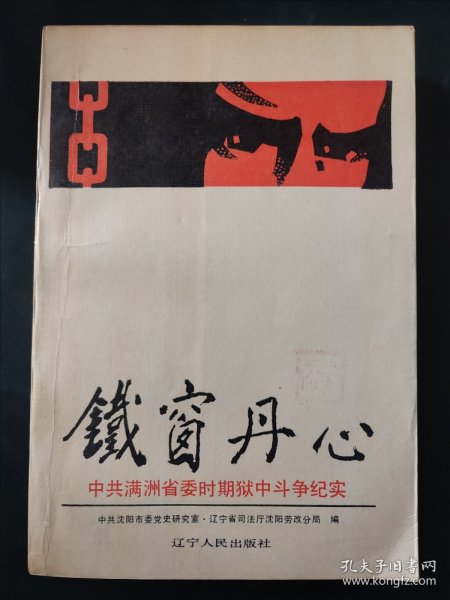 鐵窗丹心
中共满洲省委时期狱中斗争纪实
中共沈阳市委党史研究室·辽宁省司法厅沈阳劳改分局 编
辽宁人民出版社
孔夫子旧书网
www.kongfz.com